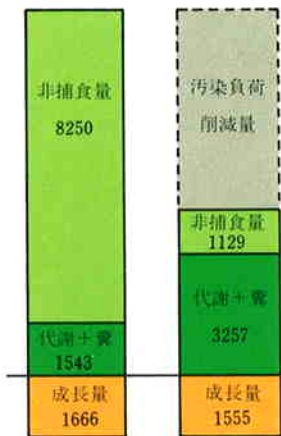 非捕食量
8250
代謝＋糞
1543
成長量
1666
汚染負荷
削減量
非捕食量
1129
代謝＋糞
3257
成長量
1555